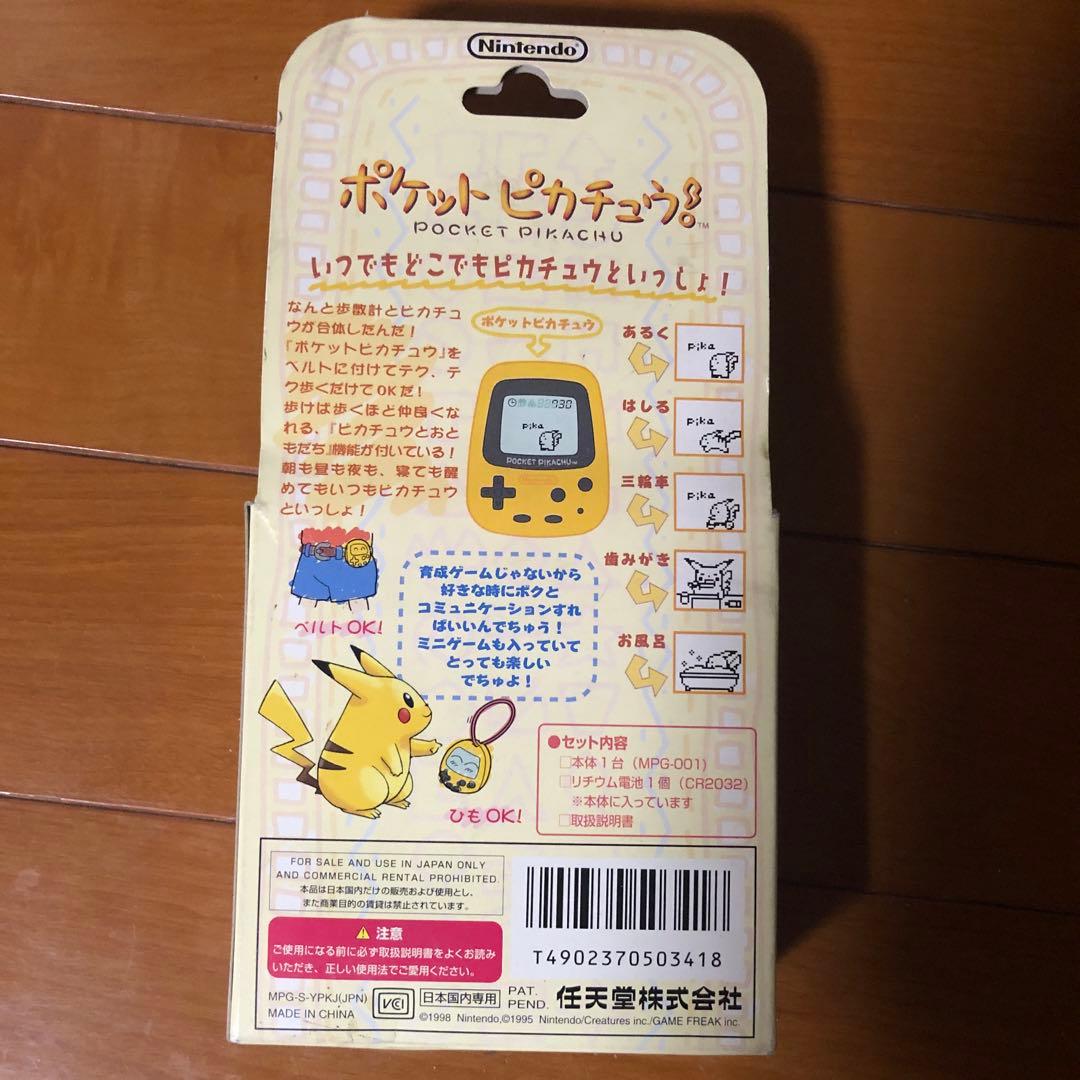 Nintendo
ポケットピカチュウ!
TM
POCKET PIKACHU
いつでもどこでもピカチュウといっしょ!
なんと歩数計とピカチュ
ウが合体したんだ!
「ポケットピカチュウ」を
ベルトに付けてテク、テ
ク歩くだけでOKだ!
歩けば歩くほど仲良くな
れる、『ピカチュウとおと
もだち』機能が付いている!
朝も昼も夜も、寝ても醒
めてもいつもピカチュウ
といっしょ!
ポケットピカチュウ
pika
POCKET PIKACHU TM
Nintendo
あるく
pika
はしる
pika
三輪車
pika
歯みがき
お風呂
ベルトOK!
育成ゲームじゃないから
好きな時にボクと
コミュニケーションすれ
ばいいんでちゅう!
ミニゲームも入っていて
とっても楽しい
でちゅよ!
ひもOK!
●セット内容
□本体1台(MPG-001)
□リチウム電池1個(CR2032)
※本体に入っています
□取扱説明書
FOR SALE AND USE IN JAPAN ONLY
AND COMMERCIAL RENTAL PROHIBITED.
本品は日本国内だけの販売および使用とし、
また商業目的の賃貸は禁止されています。
⚠ 注意
ご使用になる前に必ず取扱説明書をよくお読み
いただき、正しい使用法でご愛用ください。
T4902370503418
MPG-S-YPKJ(JPN)
MADE IN CHINA
VCI
日本国内専用
PAT.
PEND.
任天堂株式会社
©1998 Nintendo,©1995 Nintendo/Creatures inc./GAME FREAK inc.